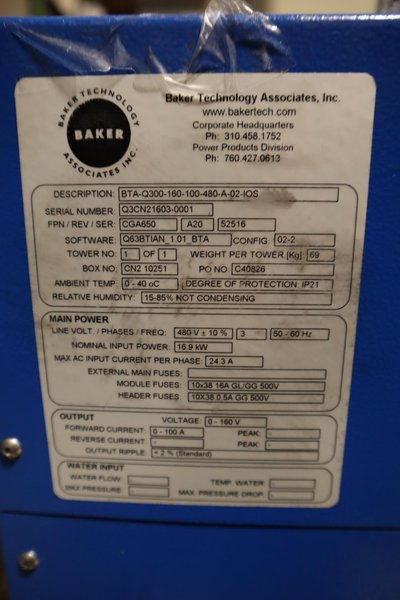 BAKER TECHNOLOGY
BAKER
ASSOCIATES INC.
Baker Technology Associates, Inc.
www.bakertech.com
Corporate Headquarters
Ph: 310.458.1752
Power Products Division
Ph: 760.427.0613
DESCRIPTION: BTA-Q300-160-100-480-A-02-IOS
SERIAL NUMBER: Q3CN21603-0001
FPN / REV / SER: CGA650 A20 52516
SOFTWARE: Q63BTIAN_1.01_BTA CONFIG 02-2
TOWER NO: 1 OF 1 WEIGHT PER TOWER [Kg] 69
BOX NO: CN2 10251 PO NO C40826
AMBIENT TEMP 0 - 40 oC DEGREE OF PROTECTION IP21
RELATIVE HUMIDITY: 15-85% NOT CONDENSING
MAIN POWER
LINE VOLT. / PHASES / FREQ: 480 V ± 10 % 3 50 - 60 Hz
NOMINAL INPUT POWER: 16.9 kW
MAX AC INPUT CURRENT PER PHASE: 24.3 A
EXTERNAL MAIN FUSES:
MODULE FUSES: 10x38 16A GL/GG 500V
HEADER FUSES: 10X38 0.5A GG 500V
OUTPUT
VOLTAGE: 0 - 160 V
FORWARD CURRENT: 0 - 100 A PEAK: -
REVERSE CURRENT: - PEAK: -
OUTPUT RIPPLE: < 2 % (Standard)
WATER INPUT
WATER FLOW: - TEMP. WATER: -
MAX PRESSURE: - MAX. PRESSURE DROP: -